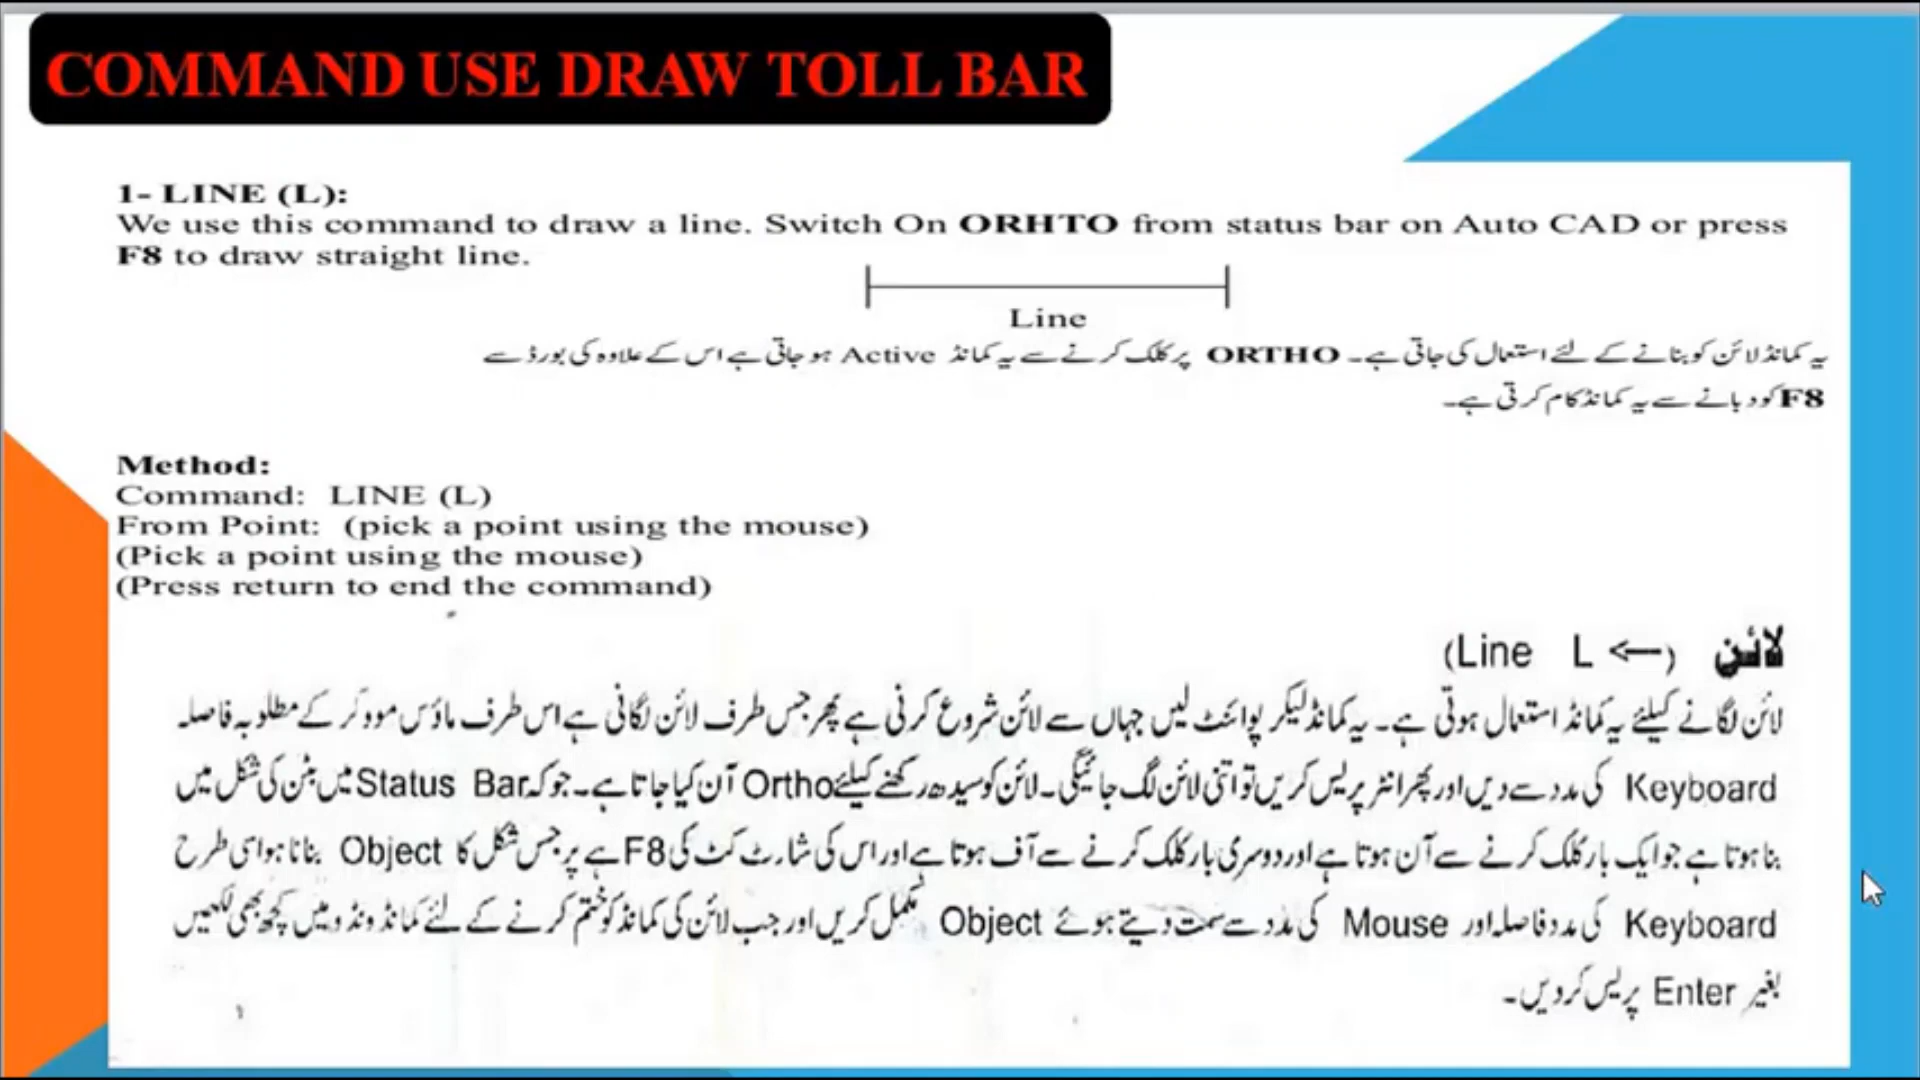 COMMAND USE DRAW TOLL BAR
1- LINE (L):
We use this command to draw a line. Switch On ORHTO from status bar on Auto CAD or press
F8 to draw straight line.
Line
یہ کمانڈ لائن کو بنانے کے لئے استعمال کی جاتی ہے۔ ORTHO پر کلک کرنے سے یہ کمانڈ Active ہو جاتی ہے اس کے علاوہ کی بورڈ سے
F8 کو دبانے سے یہ کمانڈ کام کرتی ہے۔
Method:
Command: LINE (L)
From Point: (pick a point using the mouse)
(Pick a point using the mouse)
(Press return to end the command)
لائن (Line L ←)
لائن لگانے کیلئے یہ کمانڈ استعمال ہوتی ہے۔ یہ کمانڈ لیکر پوائنٹ لیں جہاں سے لائن شروع کرنی ہے پھر جس طرف لائن لگانی ہے اس طرف ماؤس موو کر کے مطلوبہ فاصلہ
Keyboard کی مدد سے دیں اور پھر انٹر پریس کریں تو اتنی لائن لگ جائیگی۔ لائن کو سیدھ رکھنے کیلئے Ortho آن کیا جاتا ہے۔ جو کہ Status Bar میں بٹن کی شکل میں
بنا ہوتا ہے جو ایک بار کلک کرنے سے آن ہوتا ہے اور دوسری بار کلک کرنے سے آف ہوتا ہے اور اس کی شارٹ کٹ کی F8 ہے پر جس شکل کا Object بنانا ہو اسی طرح
Keyboard کی مدد فاصلہ اور Mouse کی مدد سے سمت دیتے ہوئے Object مکمل کریں اور جب لائن کی کمانڈ کو ختم کرنے کے لئے کمانڈ ونڈو میں کچھ بھی لکھیں
بغیر Enter پریس کر دیں۔